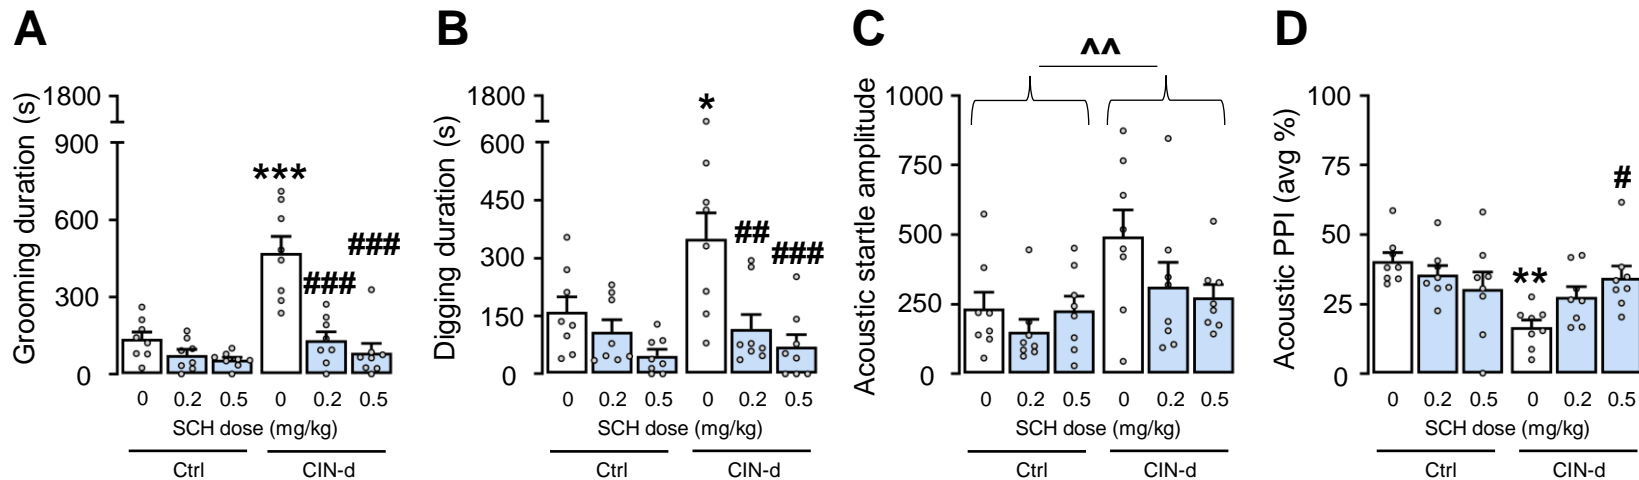 A
Grooming duration (s)
1800
900
600
300
0
***
###
###
0 0.2 0.5 0 0.2 0.5
SCH dose (mg/kg)
Ctrl CIN-d
B
Digging duration (s)
1800
600
450
300
150
0
*
##
###
0 0.2 0.5 0 0.2 0.5
SCH dose (mg/kg)
Ctrl CIN-d
C
Acoustic startle amplitude
1000
750
500
250
0
^^
0 0.2 0.5 0 0.2 0.5
SCH dose (mg/kg)
Ctrl CIN-d
D
Acoustic PPI (avg %)
100
75
50
25
0
**
#
0 0.2 0.5 0 0.2 0.5
SCH dose (mg/kg)
Ctrl CIN-d